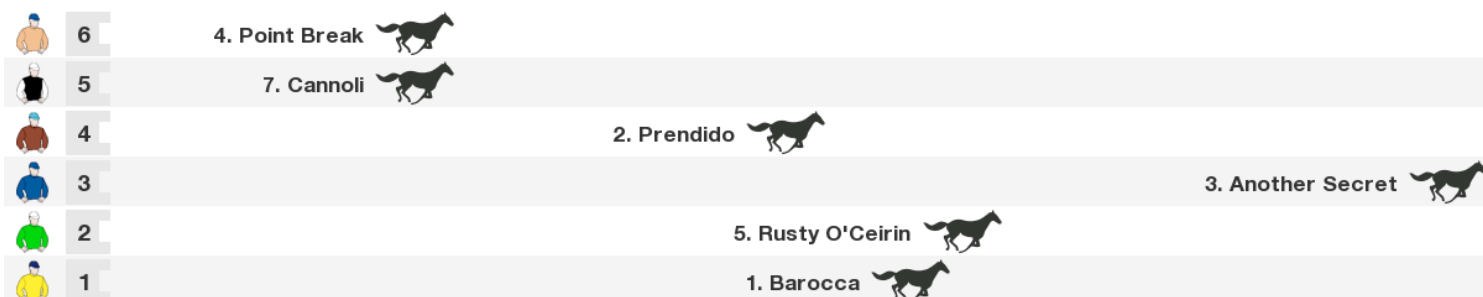 6 4. Point Break
5 7. Cannoli
4 2. Prendido
3 3. Another Secret
2 5. Rusty O'Ceirin
1 1. Barocca